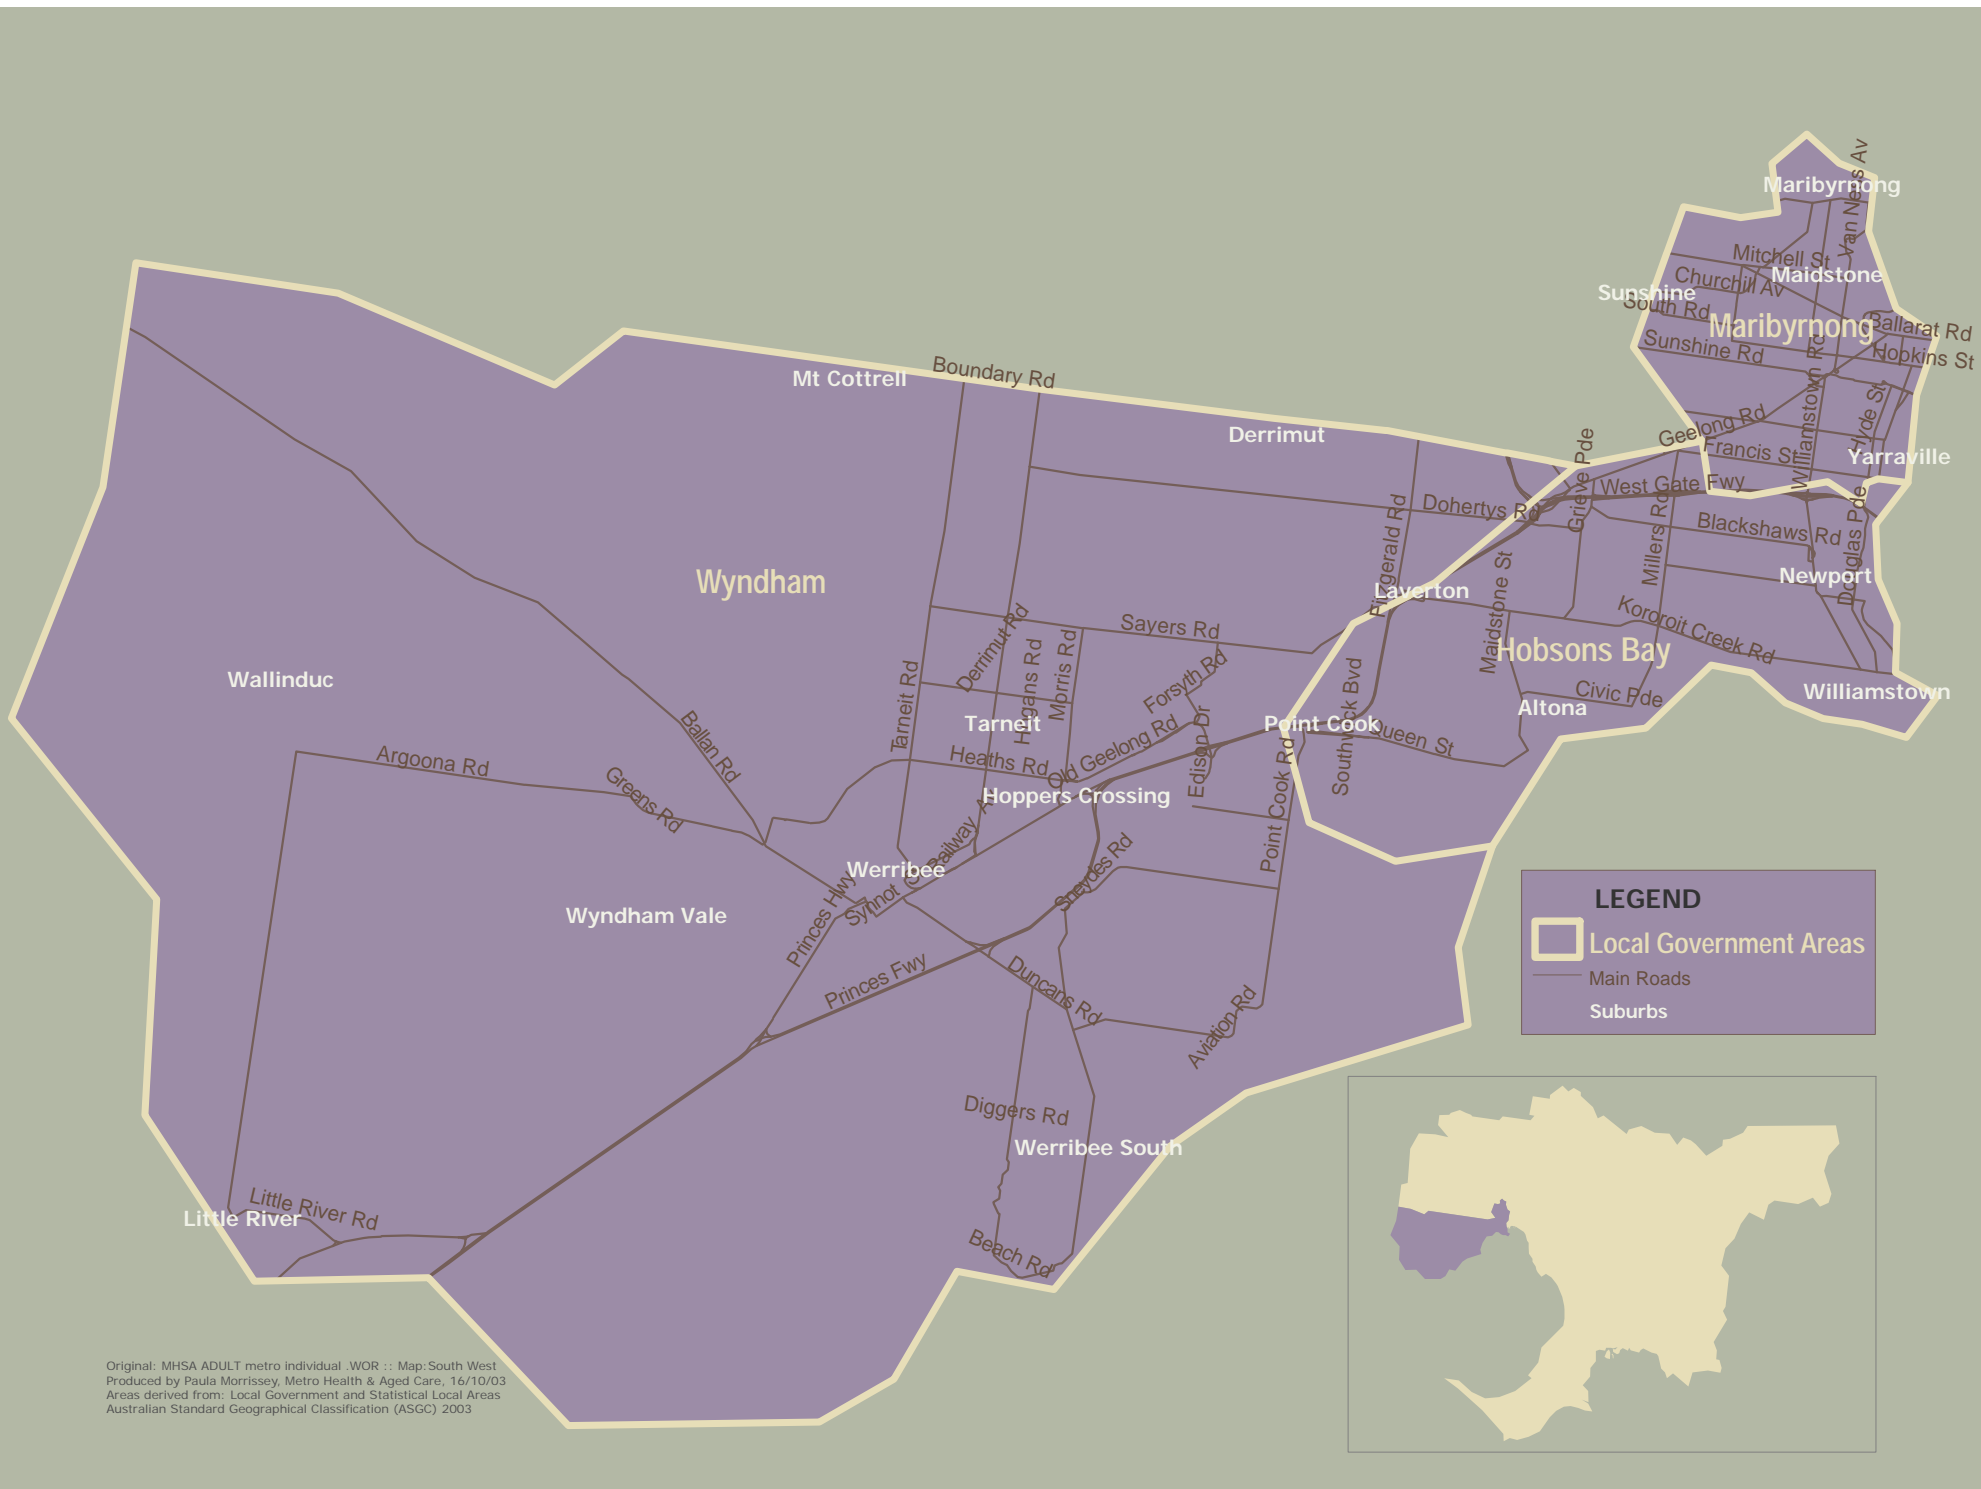 Maribyrnong
Van Ness Av
Mitchell St
Maidstone
Churchill Av
Sunshine
South Rd
Maribyrnong
Ballarat Rd
Sunshine Rd
Hopkins St
Williamstown Rd
Hyde St
Geelong Rd
Francis St
Yarraville
Boundary Rd
Mt Cottrell
Derrimut
Grieve Pde
West Gate Fwy
Dohertys Rd
Fitzgerald Rd
Millers Rd
Blackshaws Rd
Douglas Pde
Newport
Wyndham
Laverton
Maidstone St
Kororoit Creek Rd
Hobsons Bay
Sayers Rd
Derrimut Rd
Hogans Rd
Morris Rd
Tarneit Rd
Forsyth Rd
Southwick Bvd
Civic Pde
Williamstown
Altona
Wallinduc
Tarneit
Point Cook
Queen St
Ballan Rd
Argoona Rd
Greens Rd
Heaths Rd
Old Geelong Rd
Edison Dr
Point Cook Rd
Hoppers Crossing
Railway Av
Werribee
Synnot St
Princes Hwy
Sneydes Rd
Wyndham Vale
Princes Fwy
Duncans Rd
Aviation Rd
LEGEND
Local Government Areas
Main Roads
Suburbs
Diggers Rd
Werribee South
Little River Rd
Little River
Beach Rd
Original: MHSA ADULT metro individual .WOR :: Map:South West
Produced by Paula Morrissey, Metro Health & Aged Care, 16/10/03
Areas derived from: Local Government and Statistical Local Areas
Australian Standard Geographical Classification (ASGC) 2003